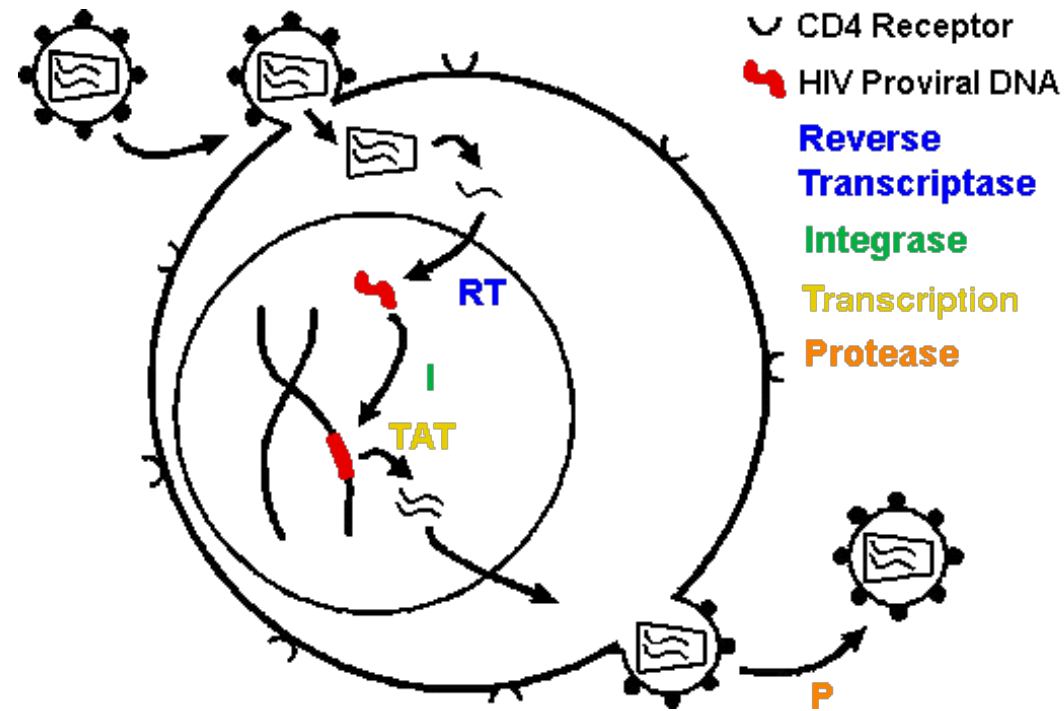 CD4 Receptor
HIV Proviral DNA
Reverse
Transcriptase
Integrase
Transcription
Protease
RT
I
TAT
P